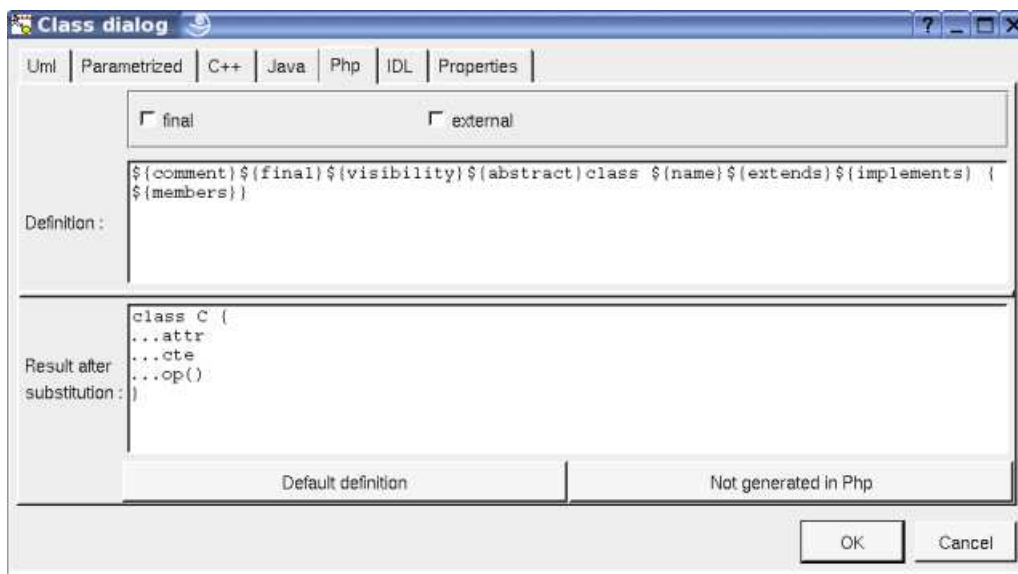 Class dialog ? _ □ X
Uml Parametrized C++ Java Php IDL Properties
final external
Definition :
${comment}${final}${visibility}${abstract}class ${name}${extends}${implements} {
${members}}
Result after
substitution :
class C {
...attr
...cte
...op()
}
Default definition Not generated in Php
OK Cancel